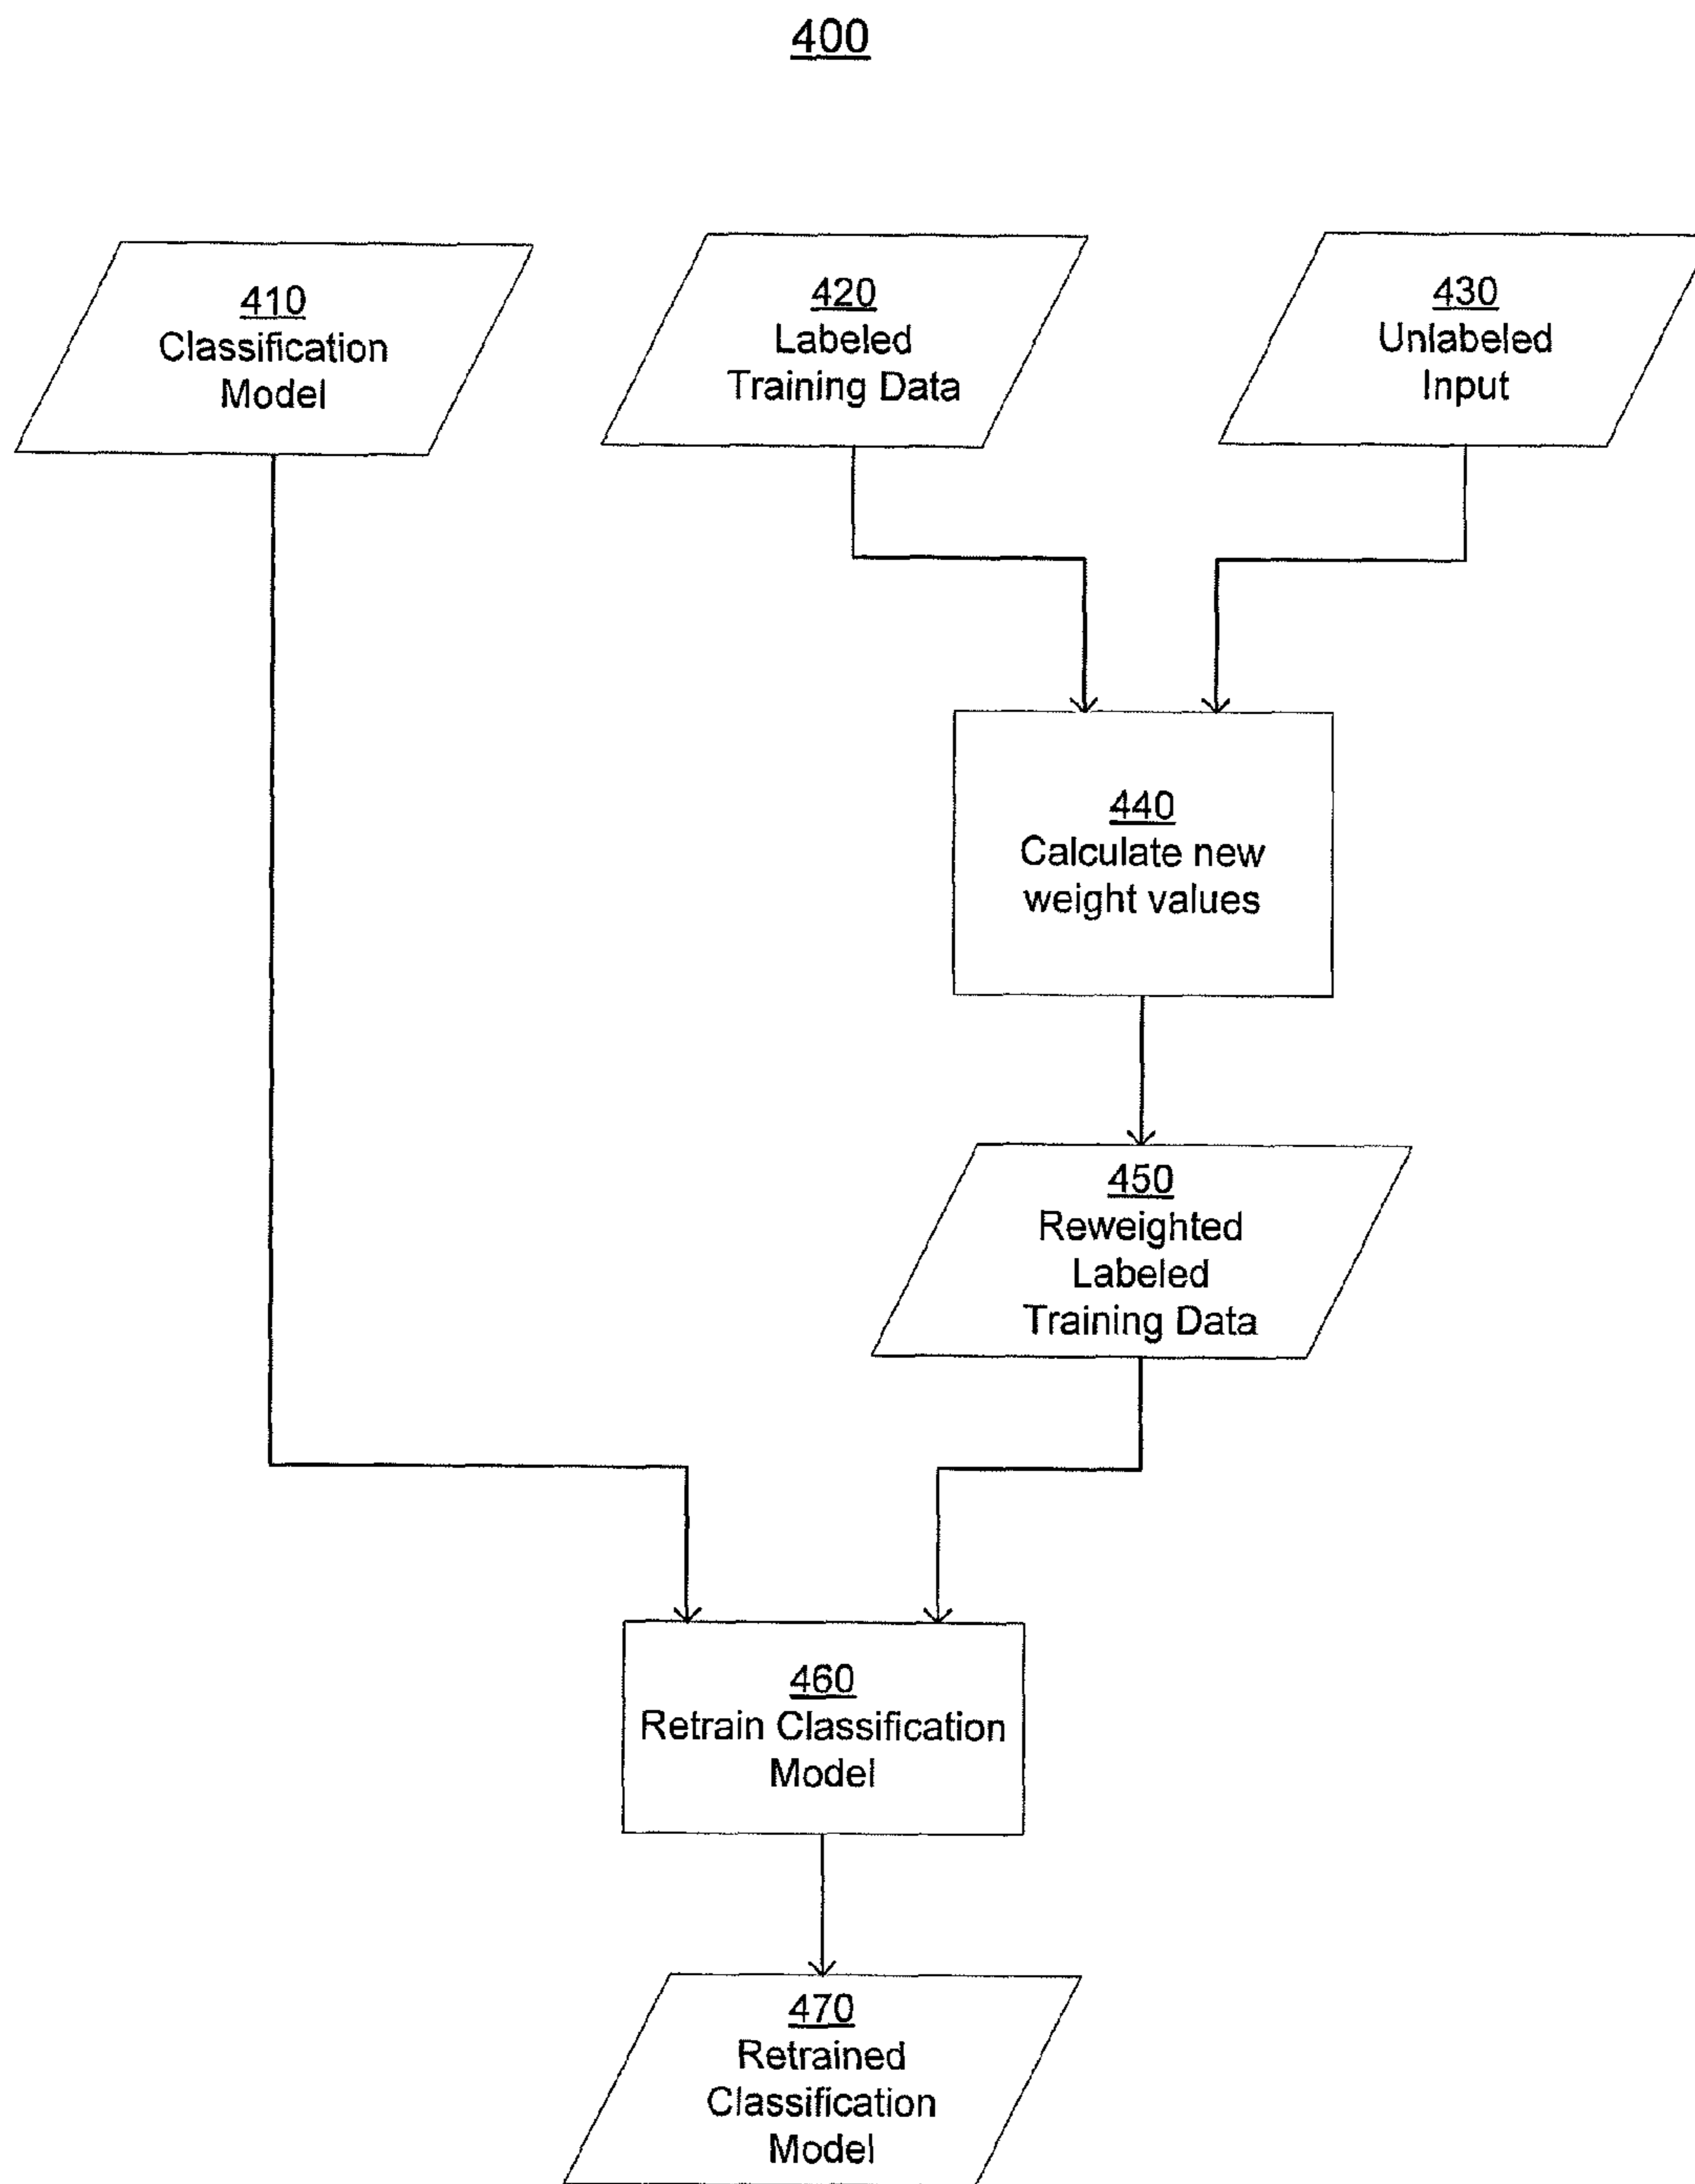 400
410
Classification
Model
420
Labeled
Training Data
430
Unlabeled
Input
440
Calculate new
weight values
450
Reweighted
Labeled
Training Data
460
Retrain Classification
Model
470
Retrained
Classification
Model